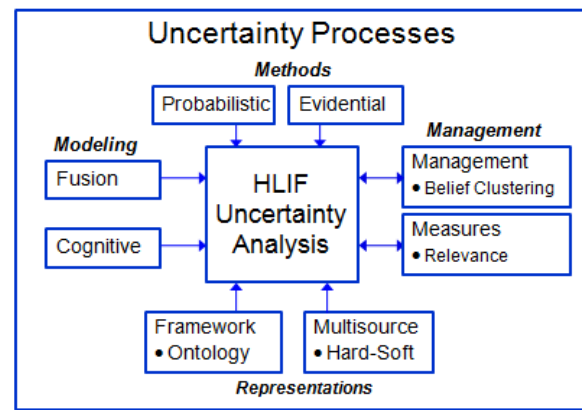 Uncertainty Processes
Methods
Probabilistic
Evidential
Modeling
Management
Fusion
HLIF
Uncertainty
Analysis
Management
• Belief Clustering
Cognitive
Measures
• Relevance
Framework
• Ontology
Multisource
• Hard-Soft
Representations